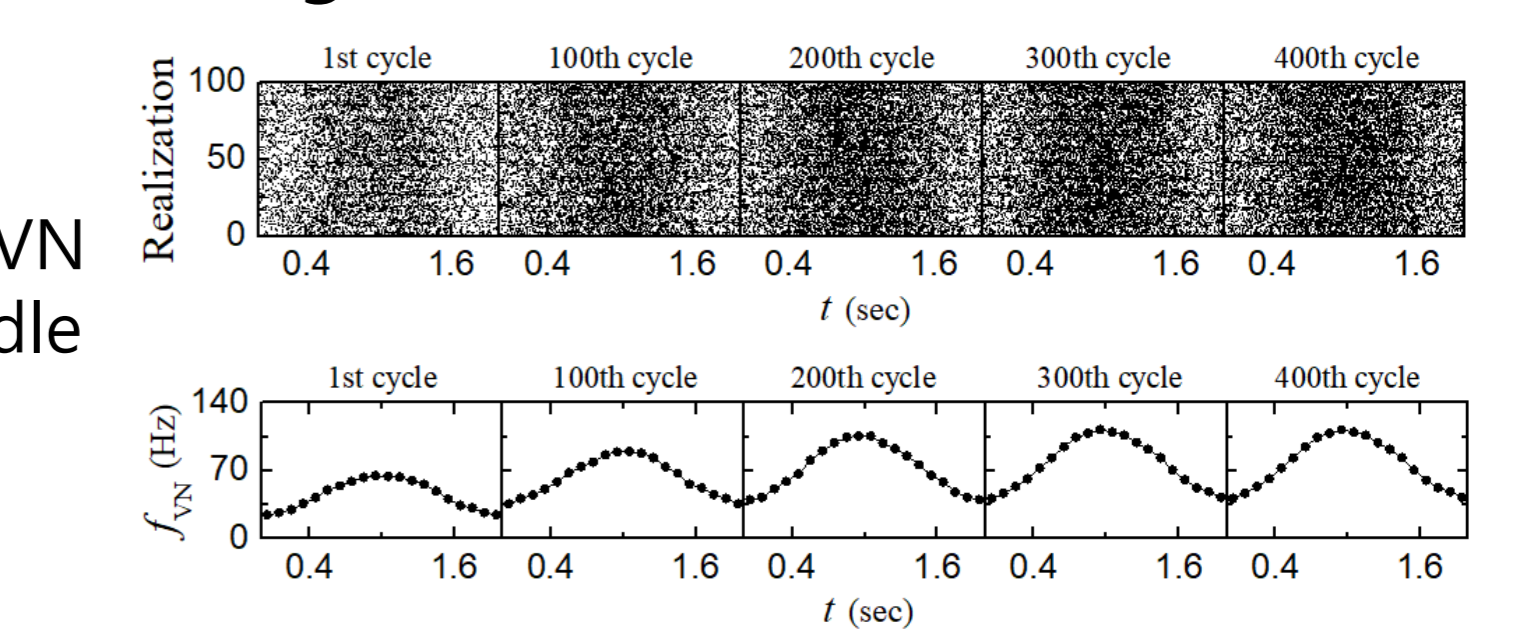 1st cycle 100th cycle 200th cycle 300th cycle 400th cycle
Realization
100
50
0
0.4 1.6 0.4 1.6 0.4 1.6 0.4 1.6 0.4 1.6
t (sec)
VN
dle
1st cycle 100th cycle 200th cycle 300th cycle 400th cycle
f_VN (Hz)
140
70
0
0.4 1.6 0.4 1.6 0.4 1.6 0.4 1.6 0.4 1.6
t (sec)